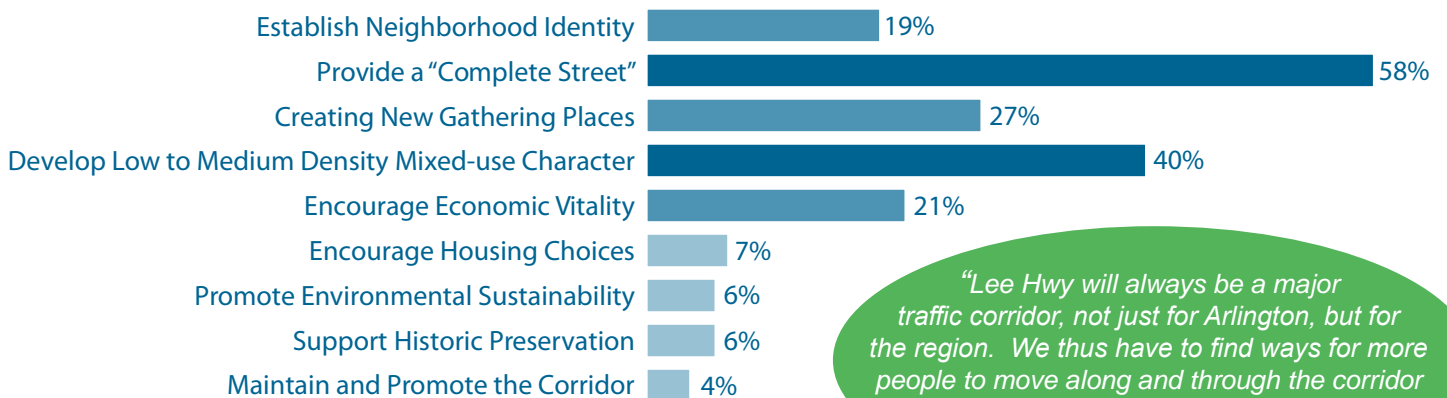 Establish Neighborhood Identity 19%
Provide a “Complete Street” 58%
Creating New Gathering Places 27%
Develop Low to Medium Density Mixed-use Character 40%
Encourage Economic Vitality 21%
Encourage Housing Choices 7%
Promote Environmental Sustainability 6%
Support Historic Preservation 6%
Maintain and Promote the Corridor 4%
“Lee Hwy will always be a major
traffic corridor, not just for Arlington, but for
the region.  We thus have to find ways for more
people to move along and through the corridor